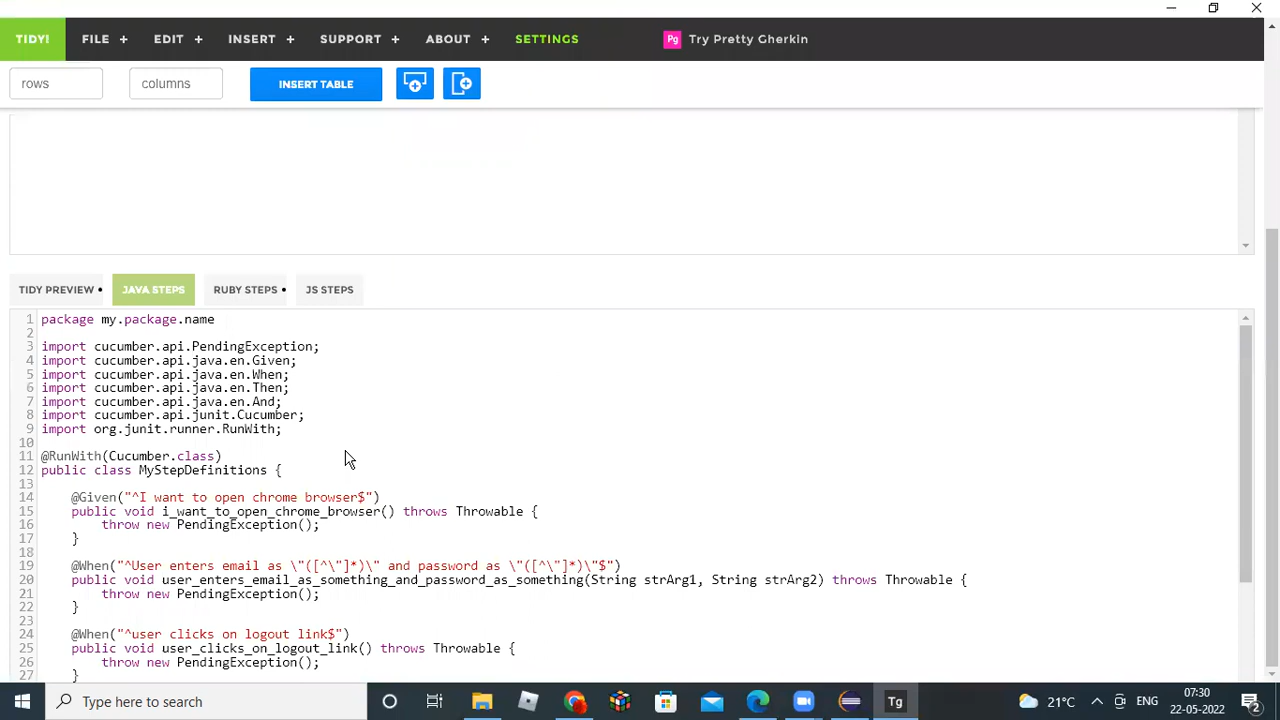 TIDY! FILE + EDIT + INSERT + SUPPORT + ABOUT + SETTINGS Pg Try Pretty Gherkin
rows columns INSERT TABLE
TIDY PREVIEW • JAVA STEPS RUBY STEPS • JS STEPS
1 package my.package.name
2
3 import cucumber.api.PendingException;
4 import cucumber.api.java.en.Given;
5 import cucumber.api.java.en.When;
6 import cucumber.api.java.en.Then;
7 import cucumber.api.java.en.And;
8 import cucumber.api.junit.Cucumber;
9 import org.junit.runner.RunWith;
10
11 @RunWith(Cucumber.class)
12 public class MyStepDefinitions {
13
14 @Given("^I want to open chrome browser$")
15 public void i_want_to_open_chrome_browser() throws Throwable {
16 throw new PendingException();
17 }
18
19 @When("^User enters email as \"([^\"]*)\" and password as \"([^\"]*)\"$")
20 public void user_enters_email_as_something_and_password_as_something(String strArg1, String strArg2) throws Throwable {
21 throw new PendingException();
22 }
23
24 @When("^user clicks on logout link$")
25 public void user_clicks_on_logout_link() throws Throwable {
26 throw new PendingException();
27 }
Type here to search Tg 21°C ENG 07:30
22-05-2022 2